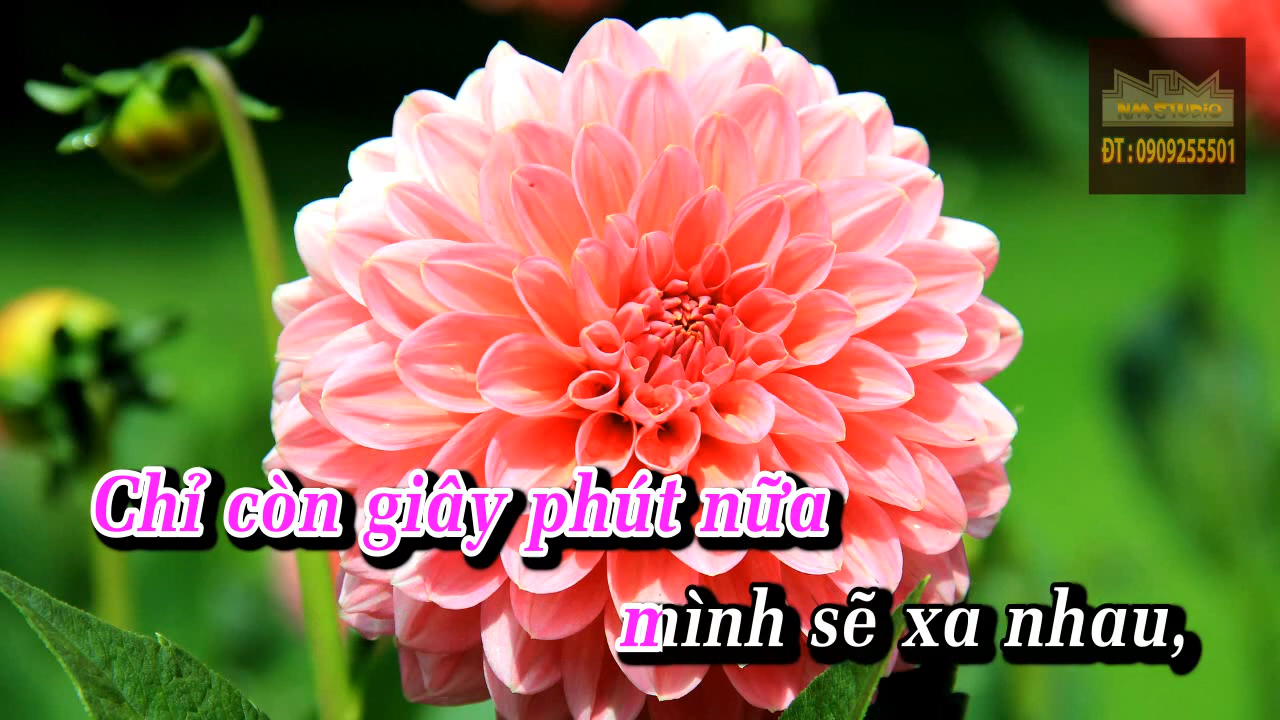 NM STUDIO
ĐT : 0909255501
Chỉ còn giây phút nữa
mình sẽ xa nhau,